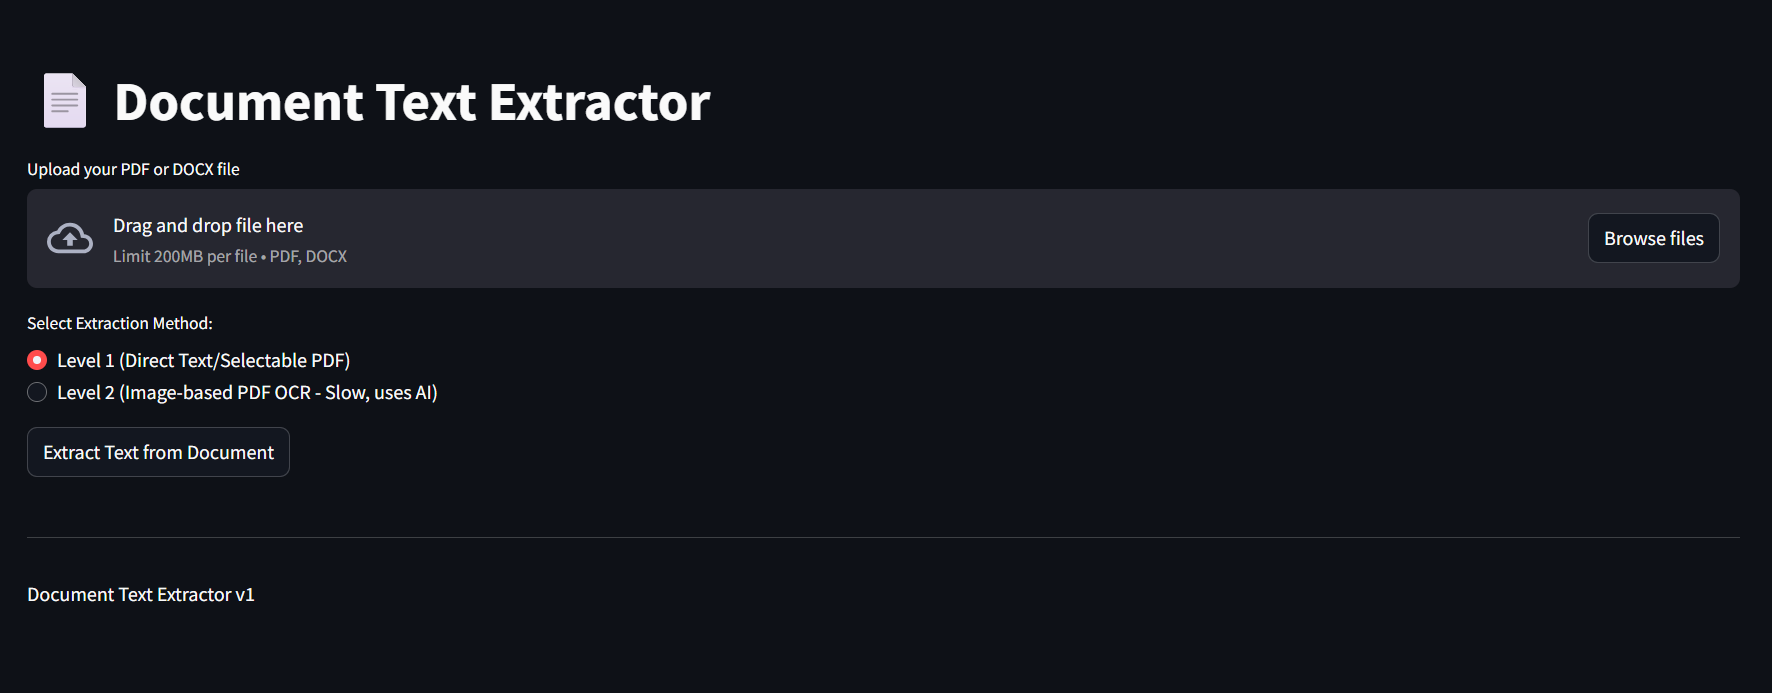 Document Text Extractor
Upload your PDF or DOCX file
Drag and drop file here
Limit 200MB per file • PDF, DOCX
Browse files
Select Extraction Method:
Level 1 (Direct Text/Selectable PDF)
Level 2 (Image-based PDF OCR - Slow, uses AI)
Extract Text from Document
Document Text Extractor v1